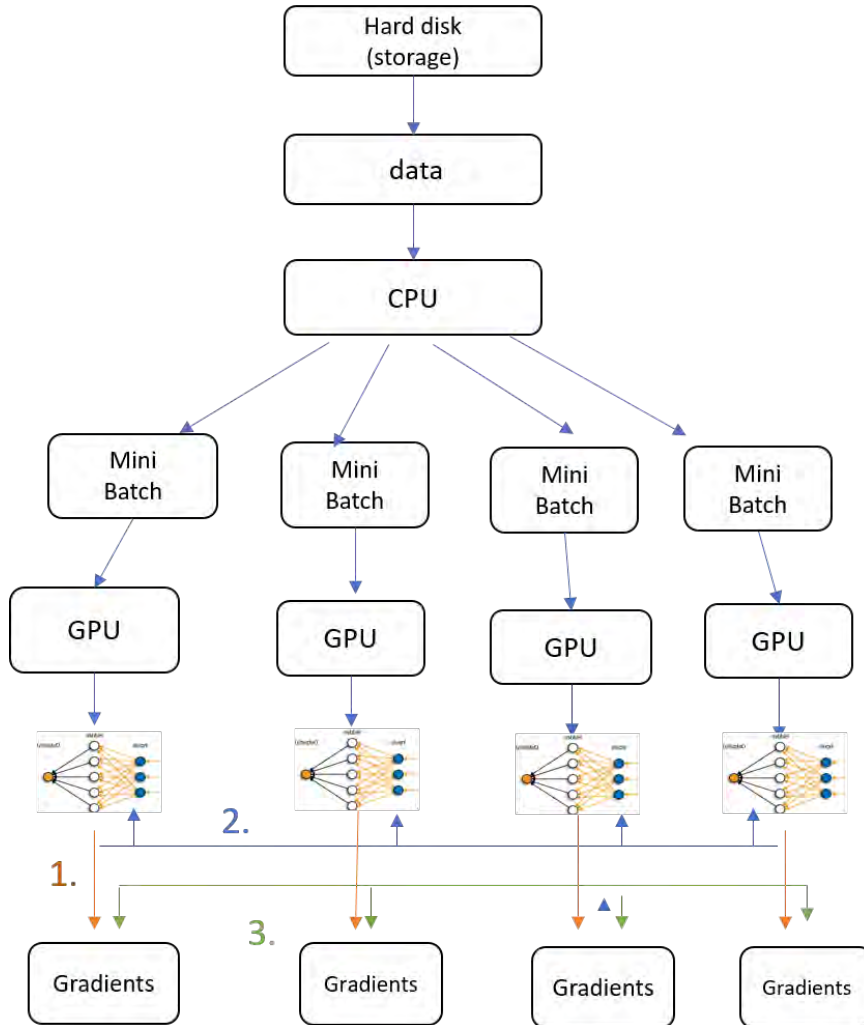 Hard disk
(storage)
data
CPU
Mini
Batch
Mini
Batch
Mini
Batch
Mini
Batch
GPU
GPU
GPU
GPU
2.
1.
3.
Gradients
Gradients
Gradients
Gradients